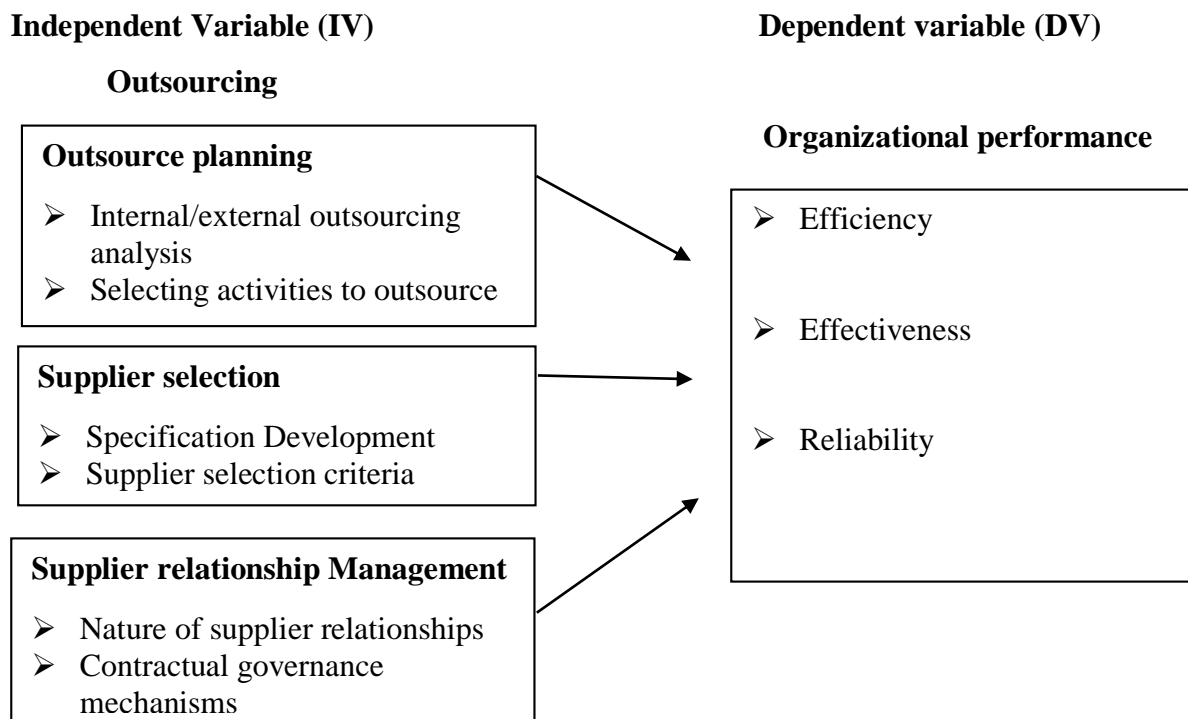 Independent Variable (IV)
Dependent variable (DV)
Outsourcing
Organizational performance
Outsource planning
➢ Internal/external outsourcing
analysis
➢ Selecting activities to outsource
Supplier selection
➢ Specification Development
➢ Supplier selection criteria
Supplier relationship Management
➢ Nature of supplier relationships
➢ Contractual governance
mechanisms
➢ Efficiency
➢ Effectiveness
➢ Reliability